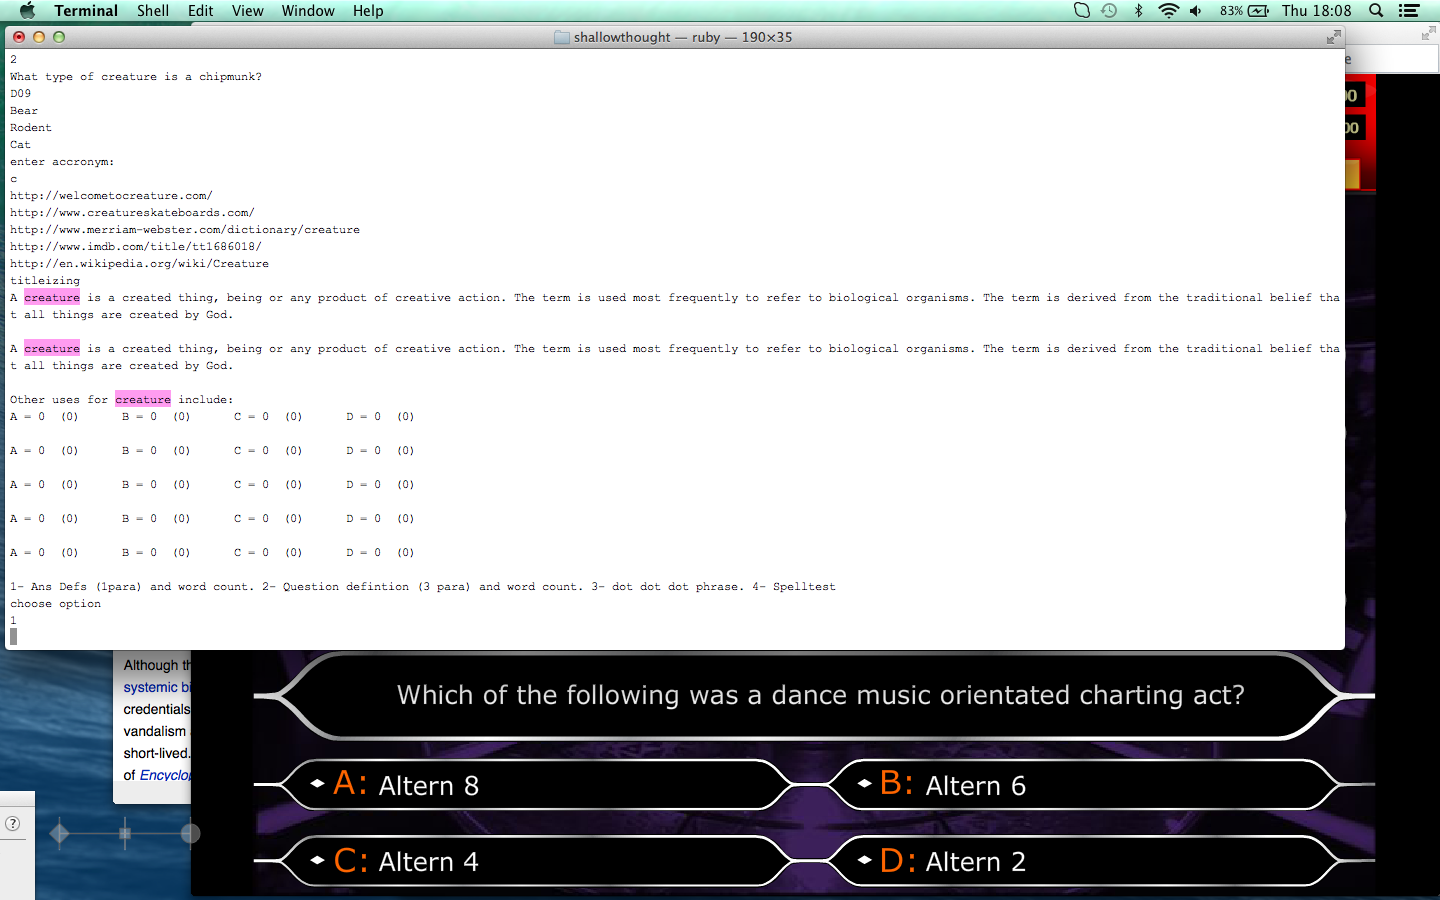 Terminal Shell Edit View Window Help 83% Thu 18:08
shallowthought — ruby — 190×35
2
What type of creature is a chipmunk?
D09
Bear
Rodent
Cat
enter accronym:
c
http://welcometocreature.com/
http://www.creatureskateboards.com/
http://www.merriam-webster.com/dictionary/creature
http://www.imdb.com/title/tt1686018/
http://en.wikipedia.org/wiki/Creature
titleizing
A creature is a created thing, being or any product of creative action. The term is used most frequently to refer to biological organisms. The term is derived from the traditional belief tha
t all things are created by God.
A creature is a created thing, being or any product of creative action. The term is used most frequently to refer to biological organisms. The term is derived from the traditional belief tha
t all things are created by God.
Other uses for creature include:
A = 0 (0) B = 0 (0) C = 0 (0) D = 0 (0)
A = 0 (0) B = 0 (0) C = 0 (0) D = 0 (0)
A = 0 (0) B = 0 (0) C = 0 (0) D = 0 (0)
A = 0 (0) B = 0 (0) C = 0 (0) D = 0 (0)
A = 0 (0) B = 0 (0) C = 0 (0) D = 0 (0)
1- Ans Defs (1para) and word count. 2- Question defintion (3 para) and word count. 3- dot dot dot phrase. 4- Spelltest
choose option
1
Although th
systemic bi
credentials
vandalism
short-lived.
of Encyclop
?
Which of the following was a dance music orientated charting act?
A: Altern 8
B: Altern 6
C: Altern 4
D: Altern 2